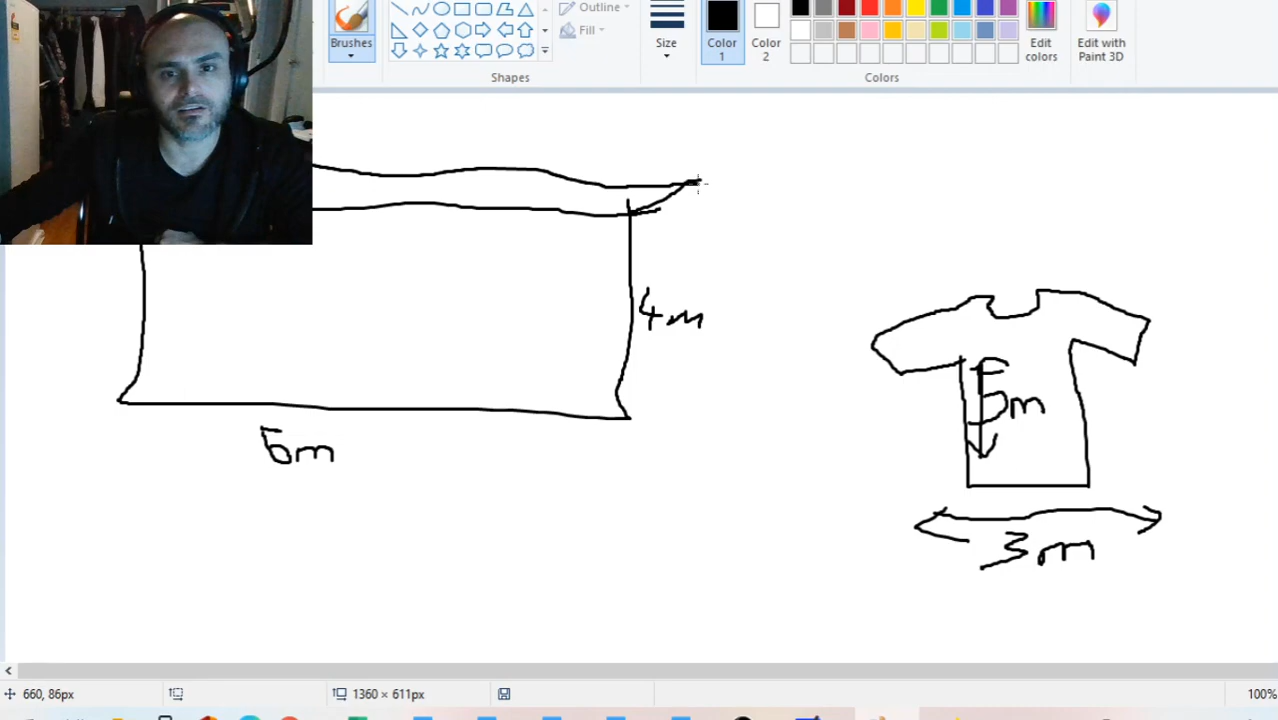 Brushes
Shapes
Outline
Fill
Size
Color
1
Color
2
Edit
colors
Edit with
Paint 3D
Colors
4m
5m
5m
3m
660, 86px
1360 × 611px
100%